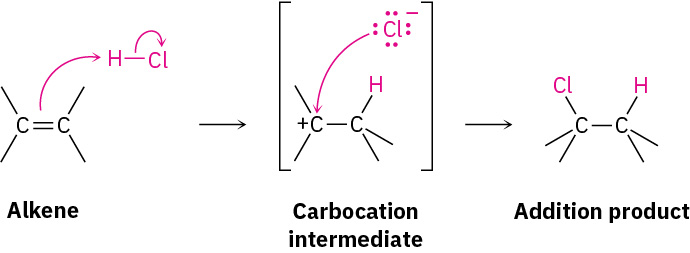 H—Cl
C=C
Alkene
:Cl:⁻
H
+C—C
Carbocation
intermediate
Cl H
C—C
Addition product